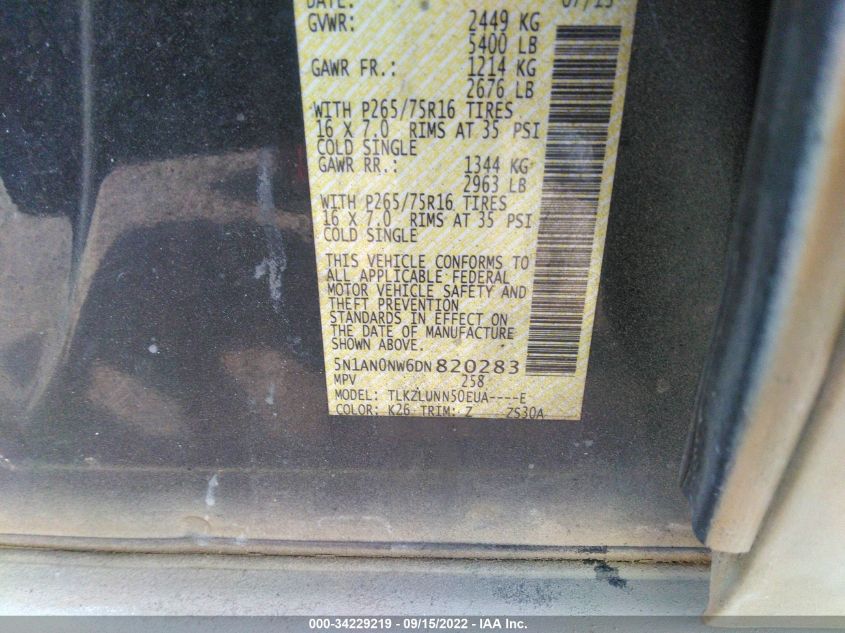 DATE: 07/13
GVWR: 2449 KG
5400 LB
GAWR FR.: 1214 KG
2676 LB
WITH P265/75R16 TIRES
16 X 7.0 RIMS AT 35 PSI
COLD SINGLE
GAWR RR.: 1344 KG
2963 LB
WITH P265/75R16 TIRES
16 X 7.0 RIMS AT 35 PSI
COLD SINGLE
THIS VEHICLE CONFORMS TO
ALL APPLICABLE FEDERAL
MOTOR VEHICLE SAFETY AND
THEFT PREVENTION
STANDARDS IN EFFECT ON
THE DATE OF MANUFACTURE
SHOWN ABOVE.
5N1AN0NW6DN820283
MPV 258
MODEL: TLKZLUNN50EUA----E
COLOR: K26 TRIM: Z ZS30A
000-34229219 - 09/15/2022 - IAA Inc.